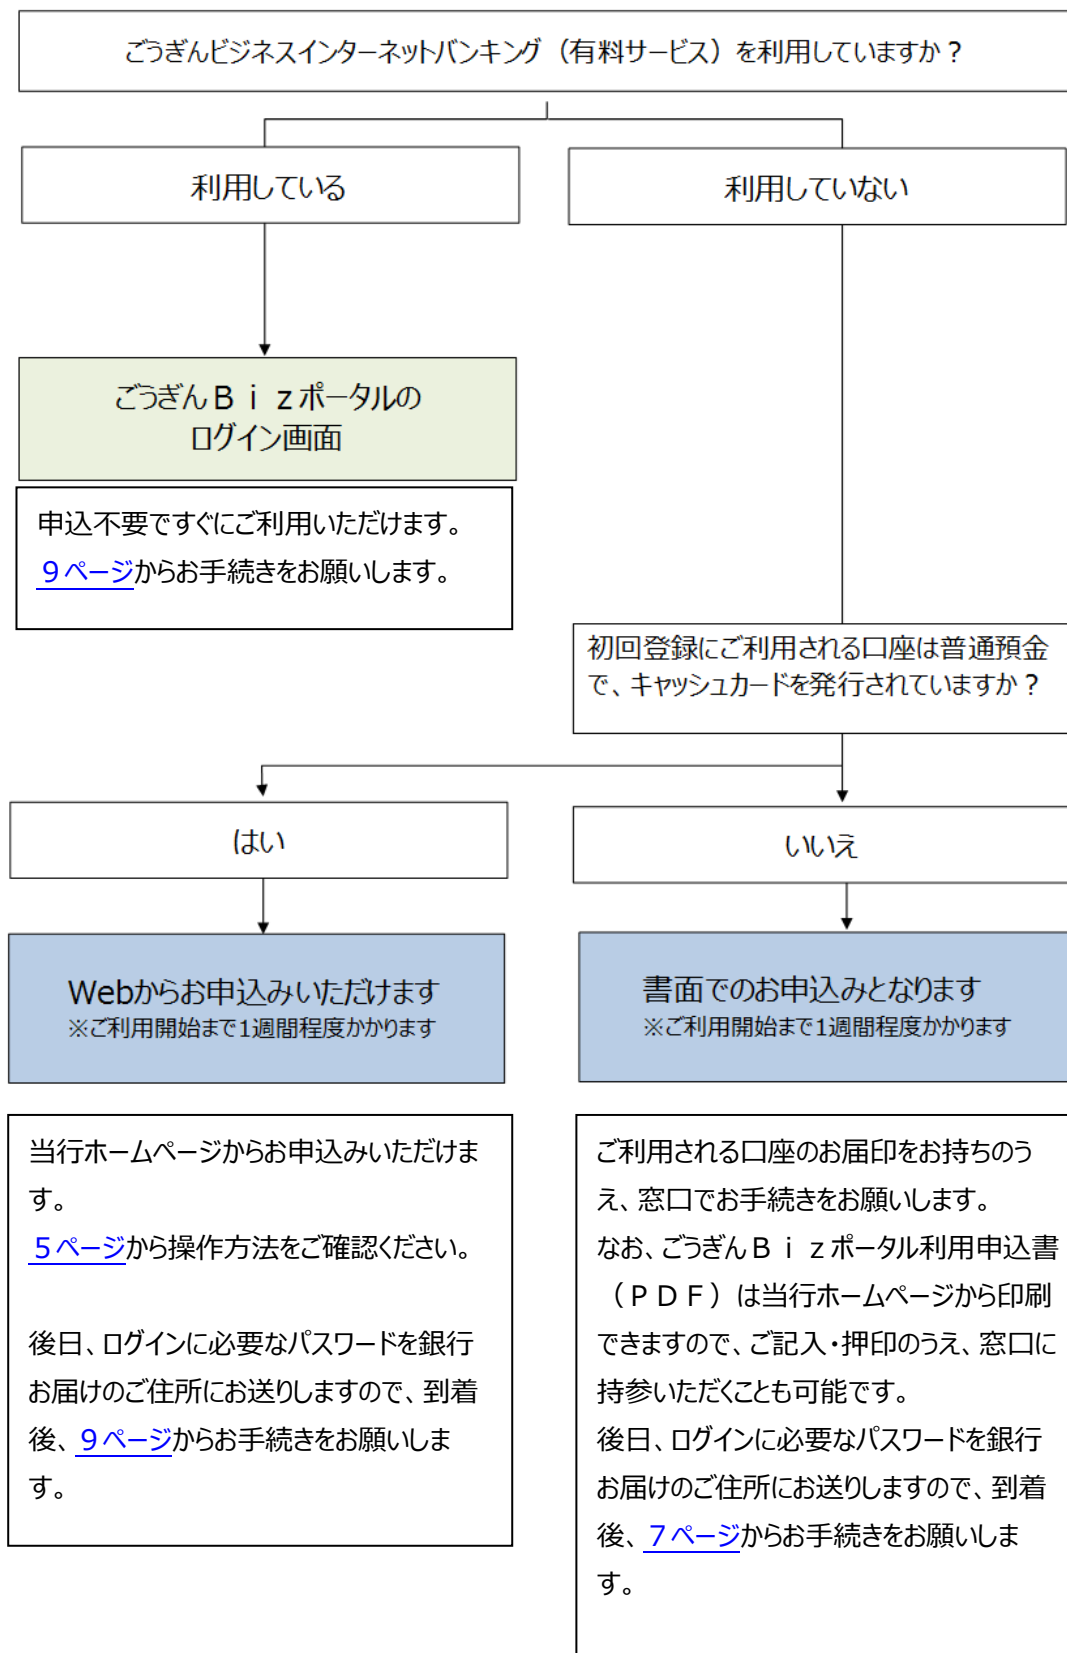 ごうぎんビジネスインターネットバンキング（有料サービス）を利用していますか？
利用している
利用していない
ごうぎんＢｉｚポータルの
ログイン画面
申込不要ですぐにご利用いただけます。
９ページからお手続きをお願いします。
初回登録にご利用される口座は普通預金
で、キャッシュカードを発行されていますか？
はい
いいえ
Webからお申込みいただけます
※ご利用開始まで1週間程度かかります
書面でのお申込みとなります
※ご利用開始まで1週間程度かかります
当行ホームページからお申込みいただけま
す。
５ページから操作方法をご確認ください。
後日、ログインに必要なパスワードを銀行
お届けのご住所にお送りしますので、到着
後、９ページからお手続きをお願いしま
す。
ご利用される口座のお届印をお持ちのう
え、窓口でお手続きをお願いします。
なお、ごうぎんＢｉｚポータル利用申込書
（ＰＤＦ）は当行ホームページから印刷
できますので、ご記入・押印のうえ、窓口に
持参いただくことも可能です。
後日、ログインに必要なパスワードを銀行
お届けのご住所にお送りしますので、到着
後、７ページからお手続きをお願いしま
す。